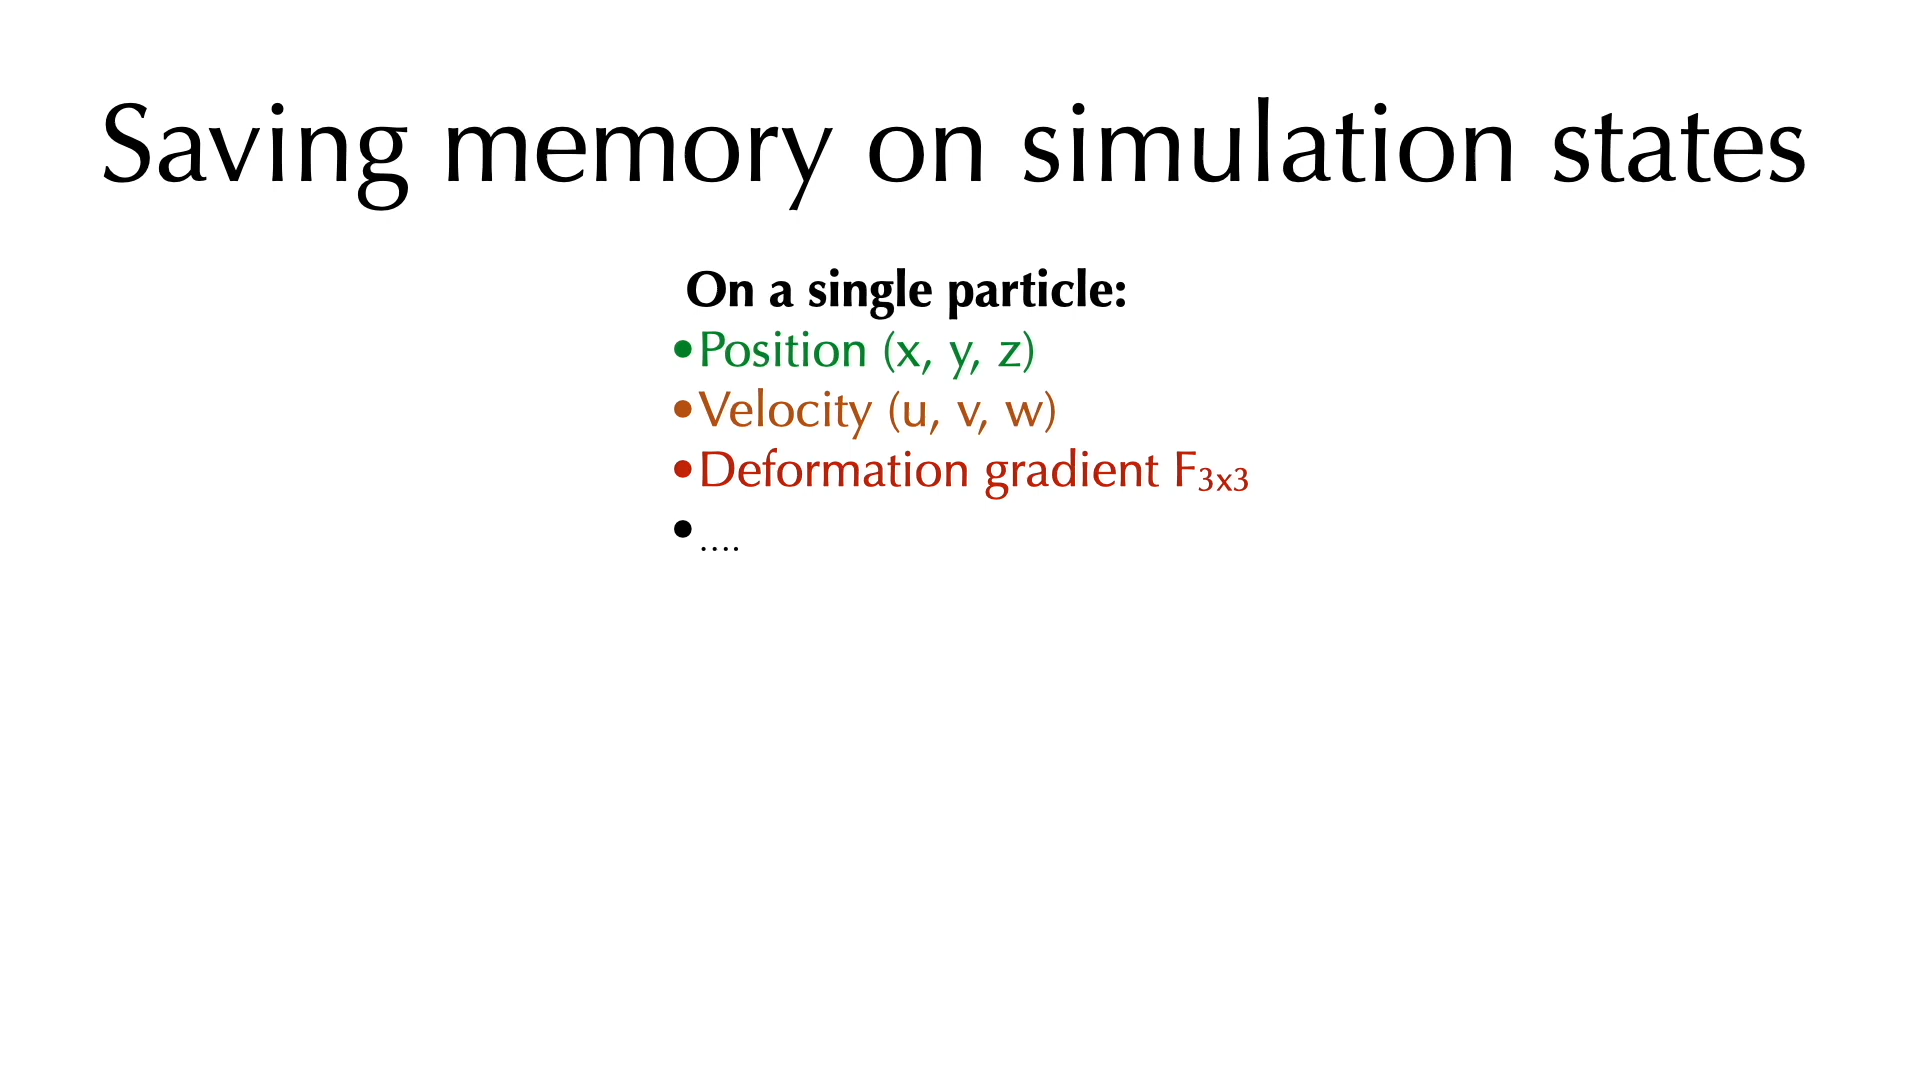 Saving memory on simulation states
On a single particle:
•Position (x, y, z)
•Velocity (u, v, w)
•Deformation gradient F₃ₓ₃
•....